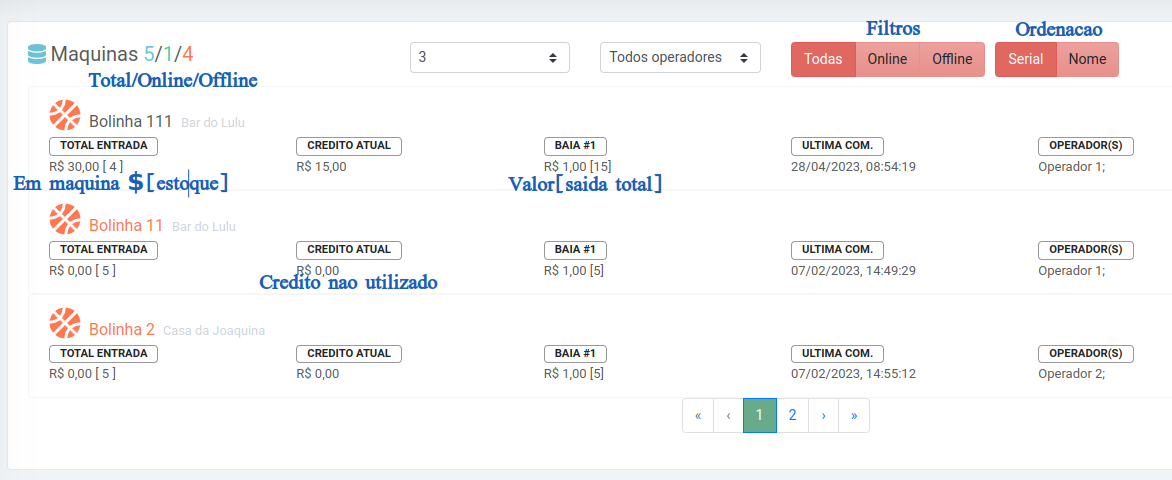 Filtros Ordenacao
Maquinas 5/1/4 3 Todos operadores Todas Online Offline Serial Nome
Total/Online/Offline
Bolinha 111 Bar do Lulu
TOTAL ENTRADA CREDITO ATUAL BAIA #1 ULTIMA COM. OPERADOR(S)
R$ 30,00 [ 4 ] R$ 15,00 R$ 1,00 [15] 28/04/2023, 08:54:19 Operador 1;
Em maquina $[estoque] Valor[saida total]
Bolinha 11 Bar do Lulu
TOTAL ENTRADA CREDITO ATUAL BAIA #1 ULTIMA COM. OPERADOR(S)
R$ 0,00 [ 5 ] R$ 0,00 R$ 1,00 [5] 07/02/2023, 14:49:29 Operador 1;
Credito nao utilizado
Bolinha 2 Casa da Joaquina
TOTAL ENTRADA CREDITO ATUAL BAIA #1 ULTIMA COM. OPERADOR(S)
R$ 0,00 [ 5 ] R$ 0,00 R$ 1,00 [5] 07/02/2023, 14:55:12 Operador 2;
« ‹ 1 2 › »